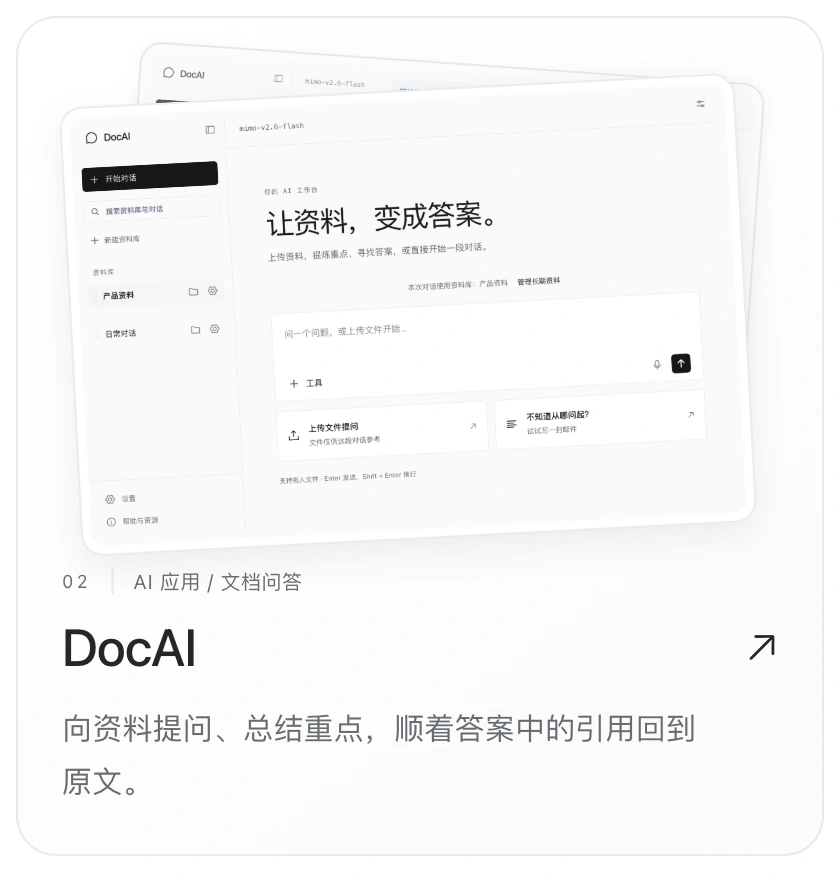 DocAI
mimo-v2.6-flash
DocAI
mimo-v2.6-flash
开始对话
搜索资料库与对话
新建资料库
资料库
产品资料
日常对话
设置
帮助与资源
你的 AI 工作台
让资料，变成答案。
上传资料，提炼重点、寻找答案，或直接开始一段对话。
本次对话使用资料库：产品资料 管理长期资料
问一个问题，或上传文件开始...
工具
上传文件提问
文件仅供这段对话参考
不知道从哪问起？
试试写一封邮件
支持拖入文件 · Enter 发送，Shift + Enter 换行
02 AI 应用 / 文档问答
DocAI
向资料提问、总结重点，顺着答案中的引用回到
原文。